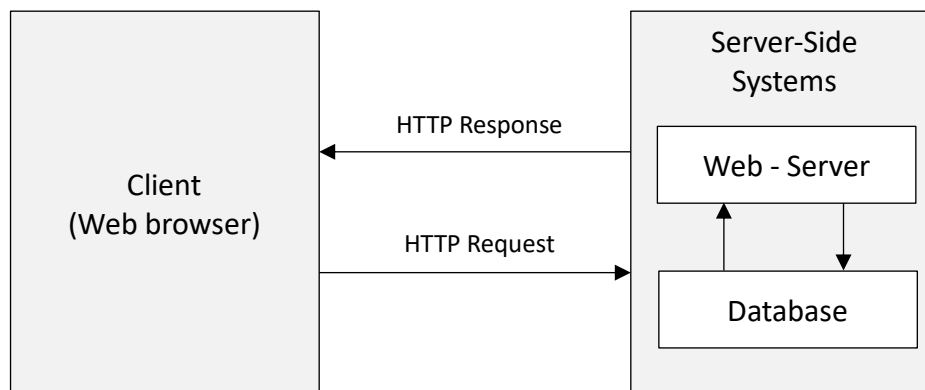 Client
(Web browser)
HTTP Response
HTTP Request
Server-Side
Systems
Web - Server
Database